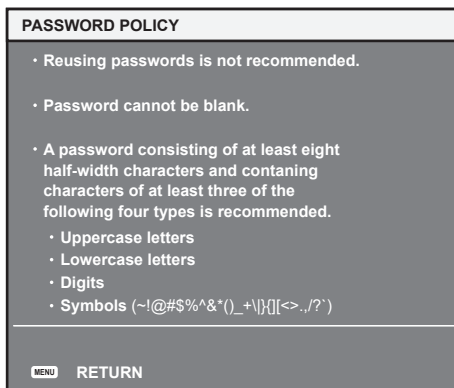 PASSWORD POLICY
・Reusing passwords is not recommended.
・Password cannot be blank.
・A password consisting of at least eight
half-width characters and contaning
characters of at least three of the
following four types is recommended.
・Uppercase letters
・Lowercase letters
・Digits
・Symbols (~!@#$%^&*()_+\|}{][<>.,/?`)
MENU RETURN